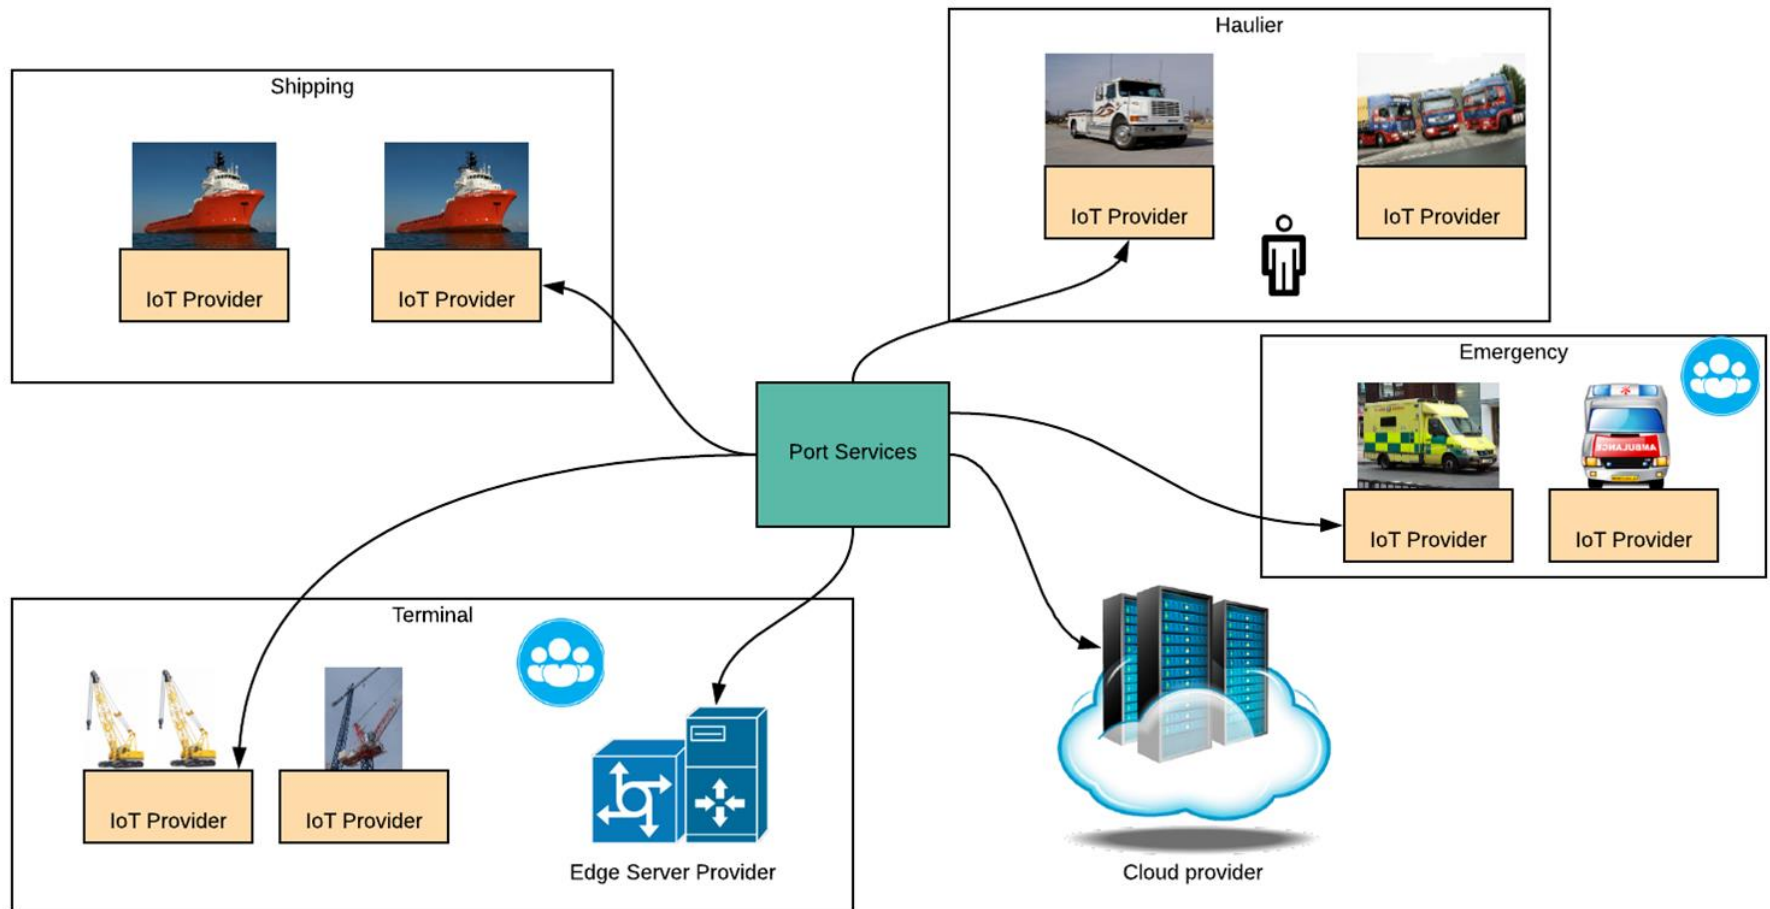 Haulier
Shipping
IoT Provider
IoT Provider
IoT Provider
IoT Provider
Emergency
Port Services
AMBULANCE
IoT Provider
IoT Provider
Terminal
IoT Provider
IoT Provider
Edge Server Provider
Cloud provider